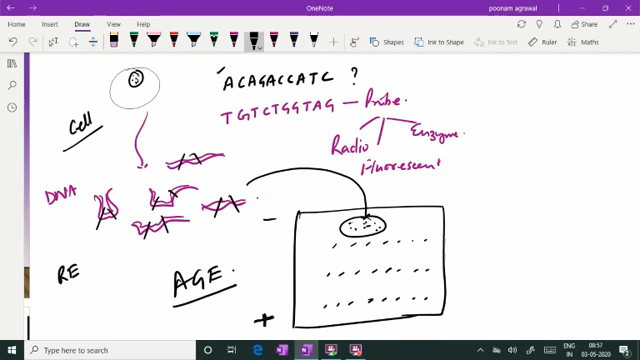 OneNote
poonam agrawal
Home Insert Draw View Help
Share
Shapes Ink to Shape Ink to Text Ruler Maths
ACAGACCATC ?
TGTCTGGTAG — Probe.
Cell
Radio Enzyme.
Fluorescent
DNA
−
RE
AGE.
+
Type here to search
ENG 08:57
IN 03-05-2020